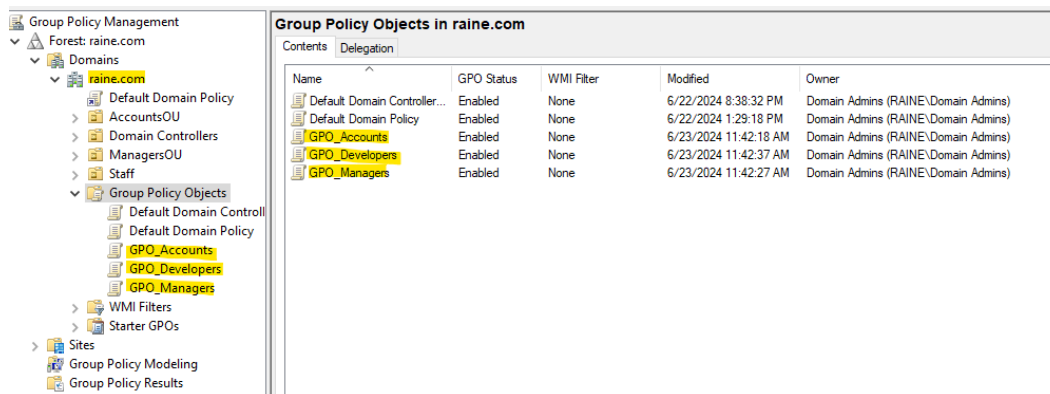 Group Policy Management
Forest: raine.com
Domains
raine.com
Default Domain Policy
AccountsOU
Domain Controllers
ManagersOU
Staff
Group Policy Objects
Default Domain Controll
Default Domain Policy
GPO_Accounts
GPO_Developers
GPO_Managers
WMI Filters
Starter GPOs
Sites
Group Policy Modeling
Group Policy Results
Group Policy Objects in raine.com
Contents Delegation
Name GPO Status WMI Filter Modified Owner
Default Domain Controller... Enabled None 6/22/2024 8:38:32 PM Domain Admins (RAINE\Domain Admins)
Default Domain Policy Enabled None 6/22/2024 1:29:18 PM Domain Admins (RAINE\Domain Admins)
GPO_Accounts Enabled None 6/23/2024 11:42:18 AM Domain Admins (RAINE\Domain Admins)
GPO_Developers Enabled None 6/23/2024 11:42:37 AM Domain Admins (RAINE\Domain Admins)
GPO_Managers Enabled None 6/23/2024 11:42:27 AM Domain Admins (RAINE\Domain Admins)